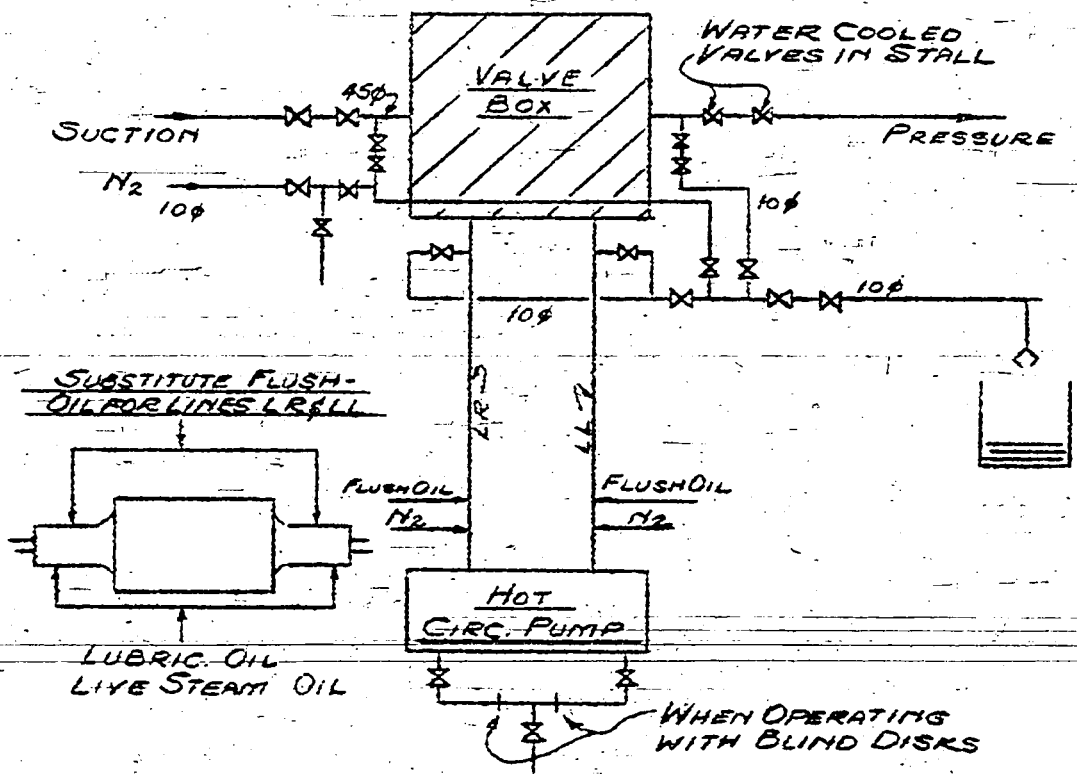 WATER COOLED
VALVES IN STALL
VALVE
BOX
45φ
SUCTION
PRESSURE
N2
10φ
10φ
10φ
10φ
SUBSTITUTE FLUSH-
OIL FOR LINES LR&LL
FLUSH OIL
N2
FLUSH OIL
N2
HOT
CIRC. PUMP
LUBRIC. OIL
LIVE STEAM OIL
WHEN OPERATING
WITH BLIND DISKS